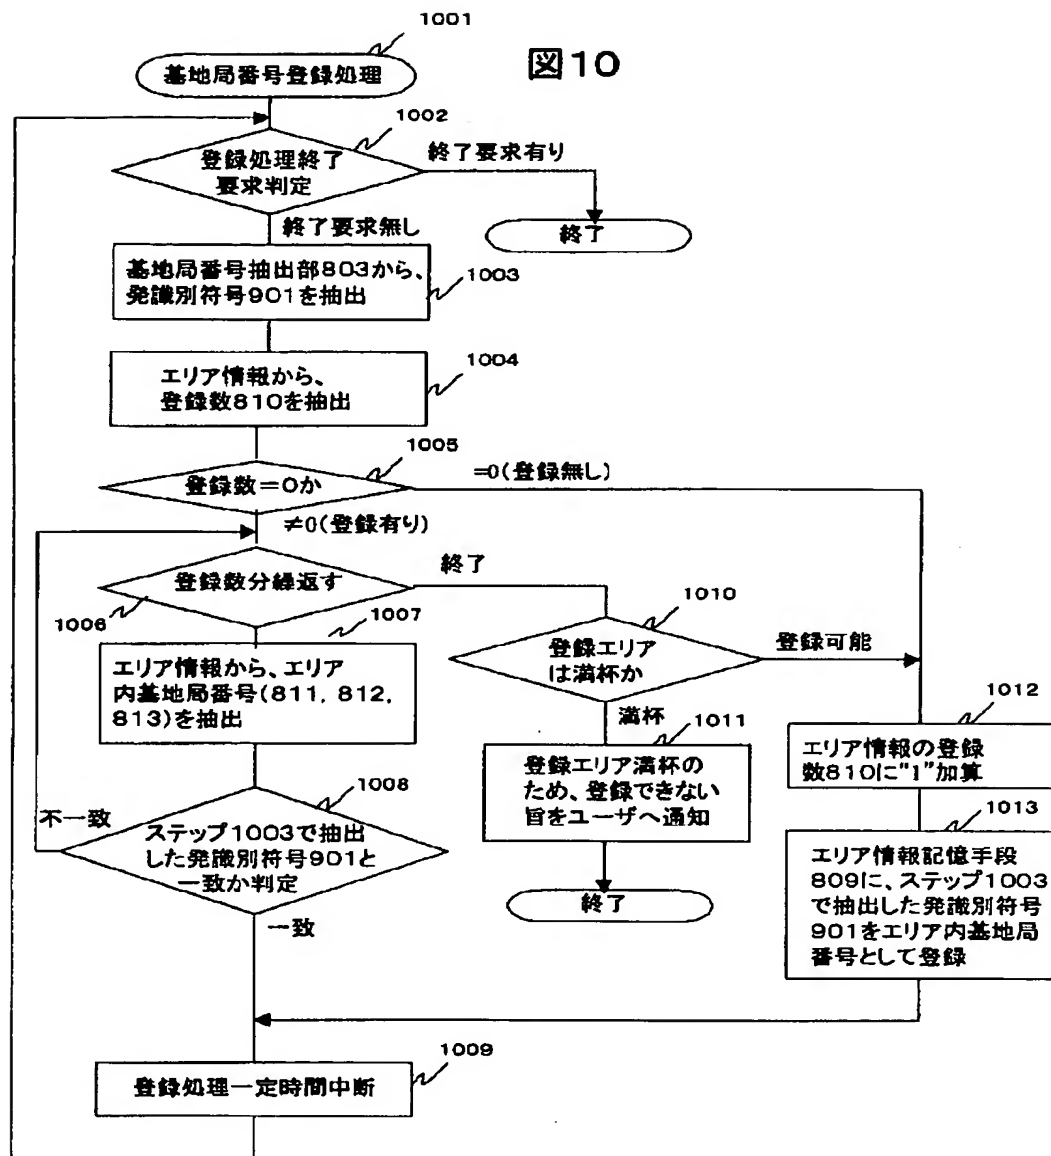 1001
図10
基地局番号登録処理
1002
登録処理終了
要求判定
終了要求有り
終了
終了要求無し
基地局番号抽出部803から、
発識別符号901を抽出
1003
1004
エリア情報から、
登録数810を抽出
1005
登録数=0か
=0(登録無し)
≠0(登録有り)
登録数分繰返す
終了
1006
1007
1010
エリア情報から、エリア
内基地局番号(811, 812,
813)を抽出
登録エリア
は満杯か
登録可能
満杯
1011
1012
登録エリア満杯の
ため、登録できない
旨をユーザへ通知
エリア情報の登録
数810に"1"加算
1008
1013
不一致
ステップ1003で抽出
した発識別符号901と
一致か判定
エリア情報記憶手段
809に、ステップ1003
で抽出した発識別符号
901をエリア内基地局
番号として登録
終了
一致
1009
登録処理一定時間中断